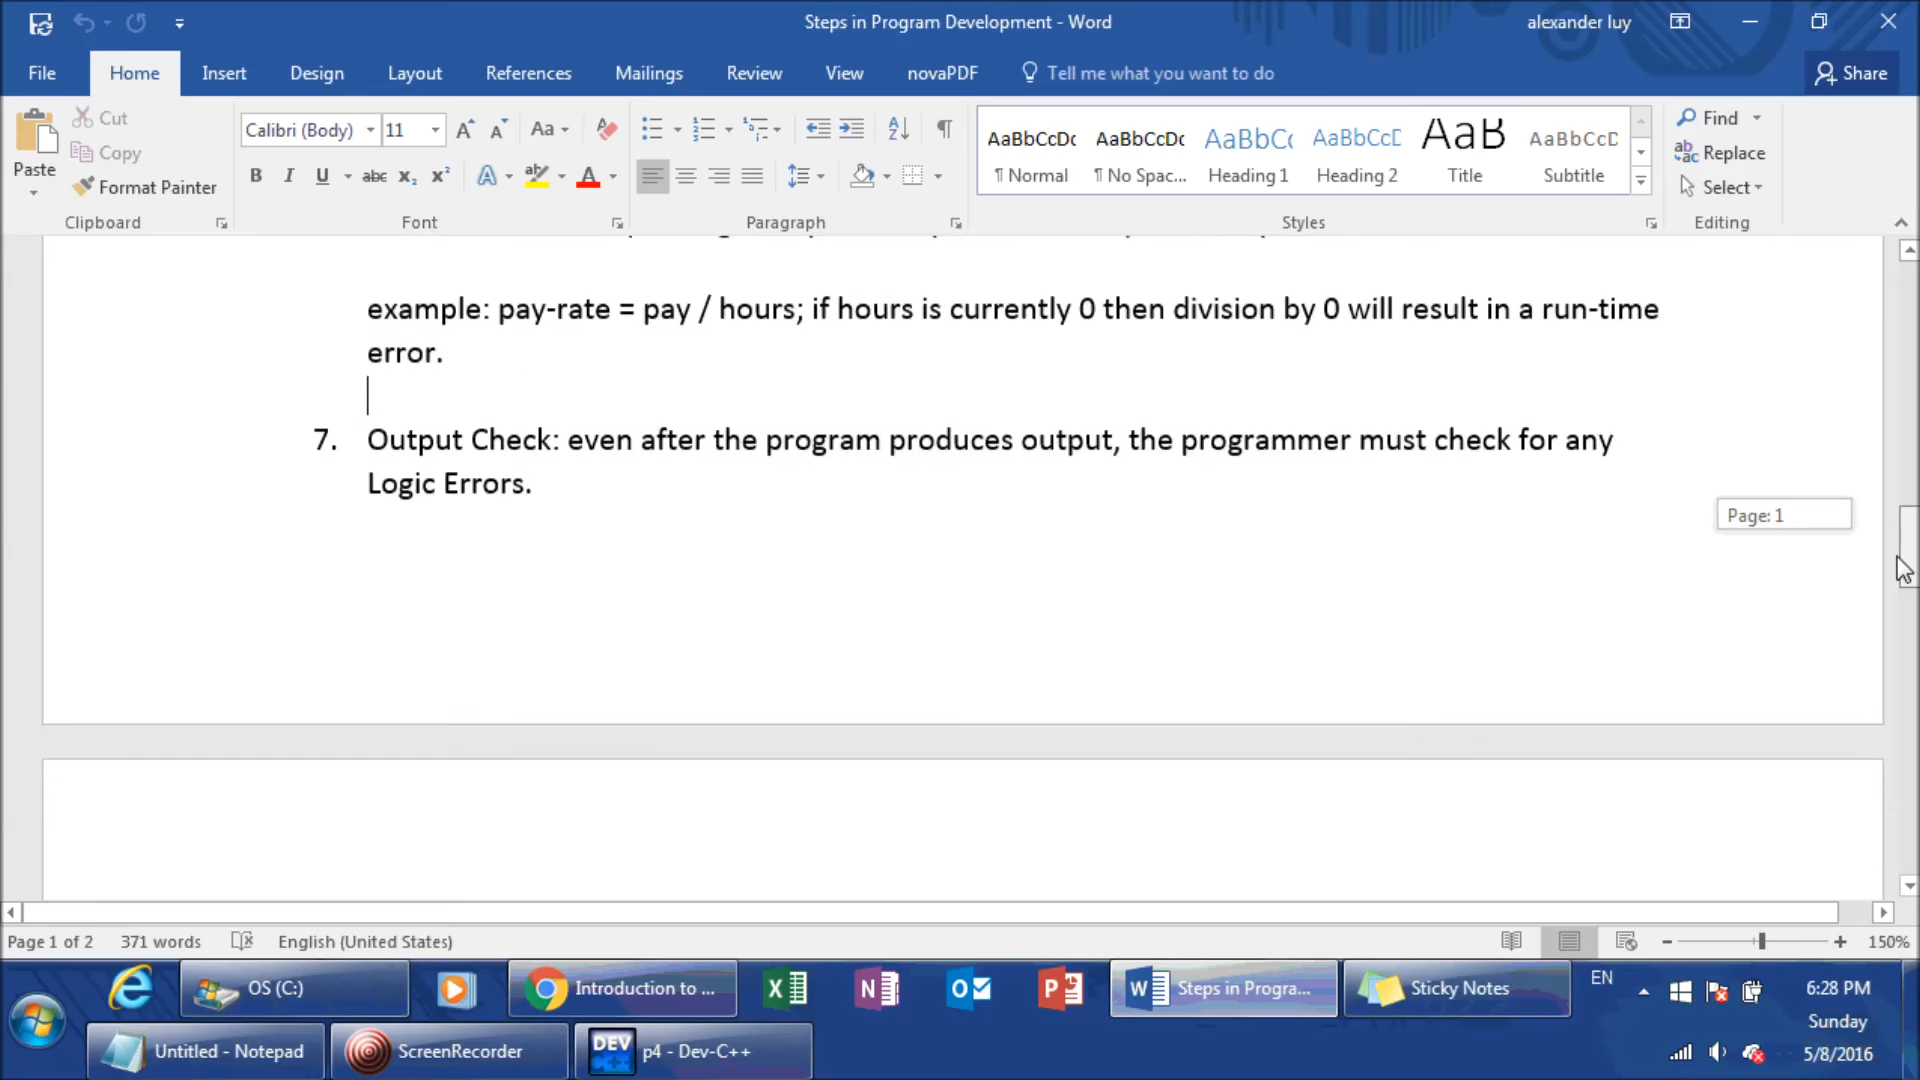 Steps in Program Development - Word
alexander luy
File
Home
Insert
Design
Layout
References
Mailings
Review
View
novaPDF
Tell me what you want to do
Share
Paste
Cut
Copy
Format Painter
Clipboard
Calibri (Body)
11
Aa
B I U abc x₂ x²
A
Font
Paragraph
AaBbCcDc
¶ Normal
AaBbCcDc
¶ No Spac...
AaBbCc
Heading 1
AaBbCcD
Heading 2
AaB
Title
AaBbCcD
Subtitle
Styles
Find
Replace
Select
Editing
example: pay-rate = pay / hours; if hours is currently 0 then division by 0 will result in a run-time
error.
7. Output Check: even after the program produces output, the programmer must check for any
Logic Errors.
Page: 1
Page 1 of 2
371 words
English (United States)
150%
OS (C:)
Introduction to ...
Steps in Progra...
Sticky Notes
EN
6:28 PM
Sunday
5/8/2016
Untitled - Notepad
ScreenRecorder
DEV
p4 - Dev-C++